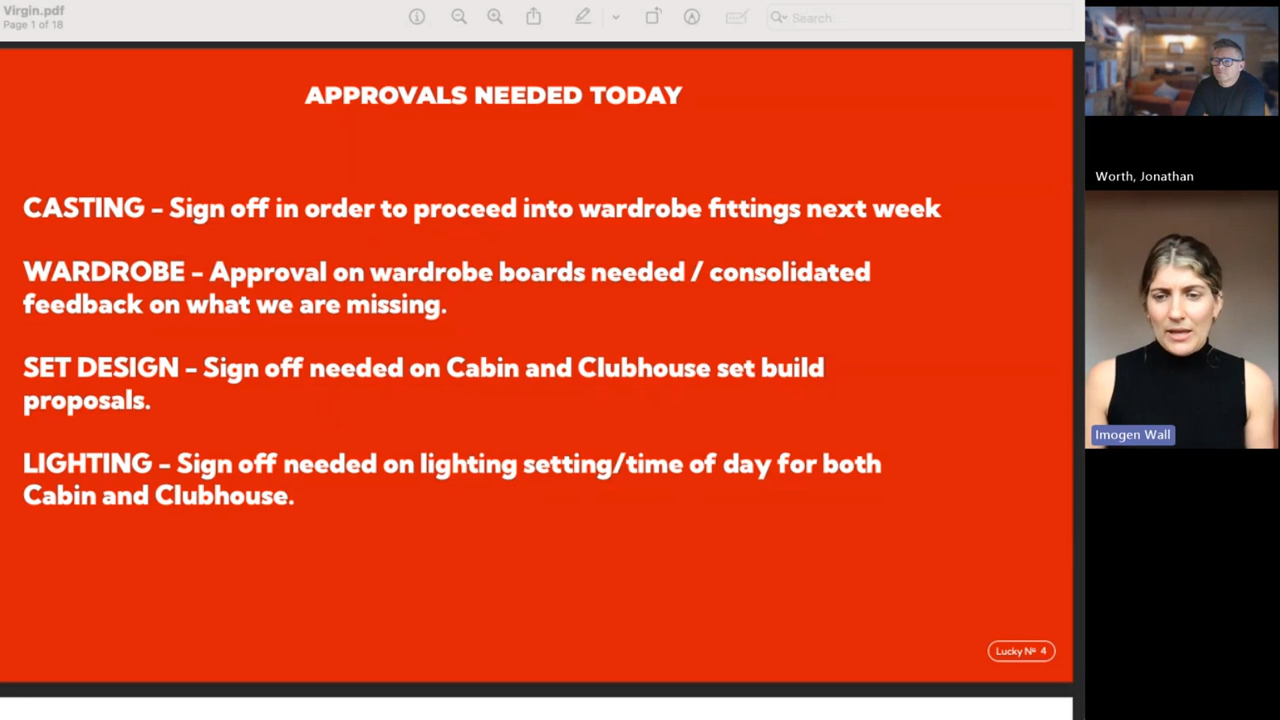 Virgin.pdf
Page 1 of 18
Search
APPROVALS NEEDED TODAY
CASTING – Sign off in order to proceed into wardrobe fittings next week
WARDROBE – Approval on wardrobe boards needed / consolidated
feedback on what we are missing.
SET DESIGN – Sign off needed on Cabin and Clubhouse set build
proposals.
LIGHTING – Sign off needed on lighting setting/time of day for both
Cabin and Clubhouse.
Lucky Nº 4
Worth, Jonathan
Imogen Wall